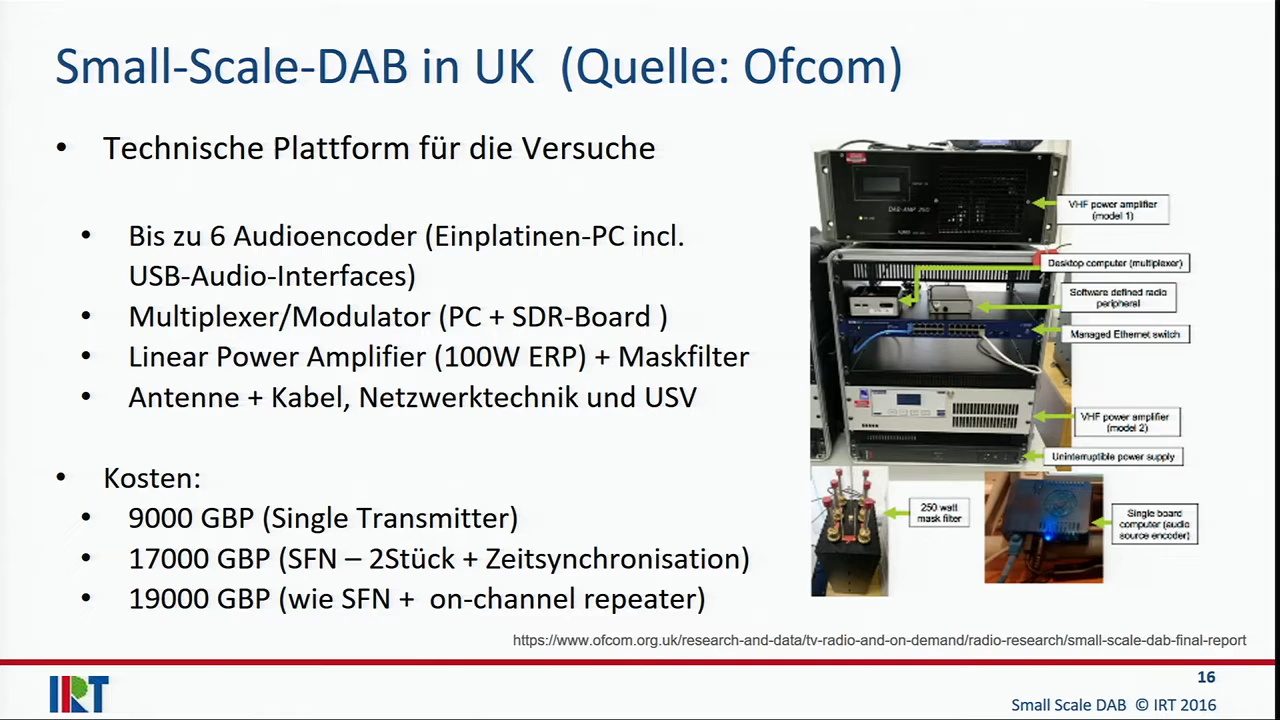 Small-Scale-DAB in UK (Quelle: Ofcom)
• Technische Plattform für die Versuche
• Bis zu 6 Audioencoder (Einplatinen-PC incl.
USB-Audio-Interfaces)
• Multiplexer/Modulator (PC + SDR-Board )
• Linear Power Amplifier (100W ERP) + Maskfilter
• Antenne + Kabel, Netzwerktechnik und USV
• Kosten:
• 9000 GBP (Single Transmitter)
• 17000 GBP (SFN – 2Stück + Zeitsynchronisation)
• 19000 GBP (wie SFN + on-channel repeater)
DAB-AMP 250
VHF power amplifier
(model 1)
Desktop computer (multiplexer)
Software defined radio
peripheral
Managed Ethernet switch
VHF power amplifier
(model 2)
Uninterruptible power supply
250 watt
mask filter
Single board
computer (audio
source encoder)
https://www.ofcom.org.uk/research-and-data/tv-radio-and-on-demand/radio-research/small-scale-dab-final-report
IRT
16
Small Scale DAB © IRT 2016